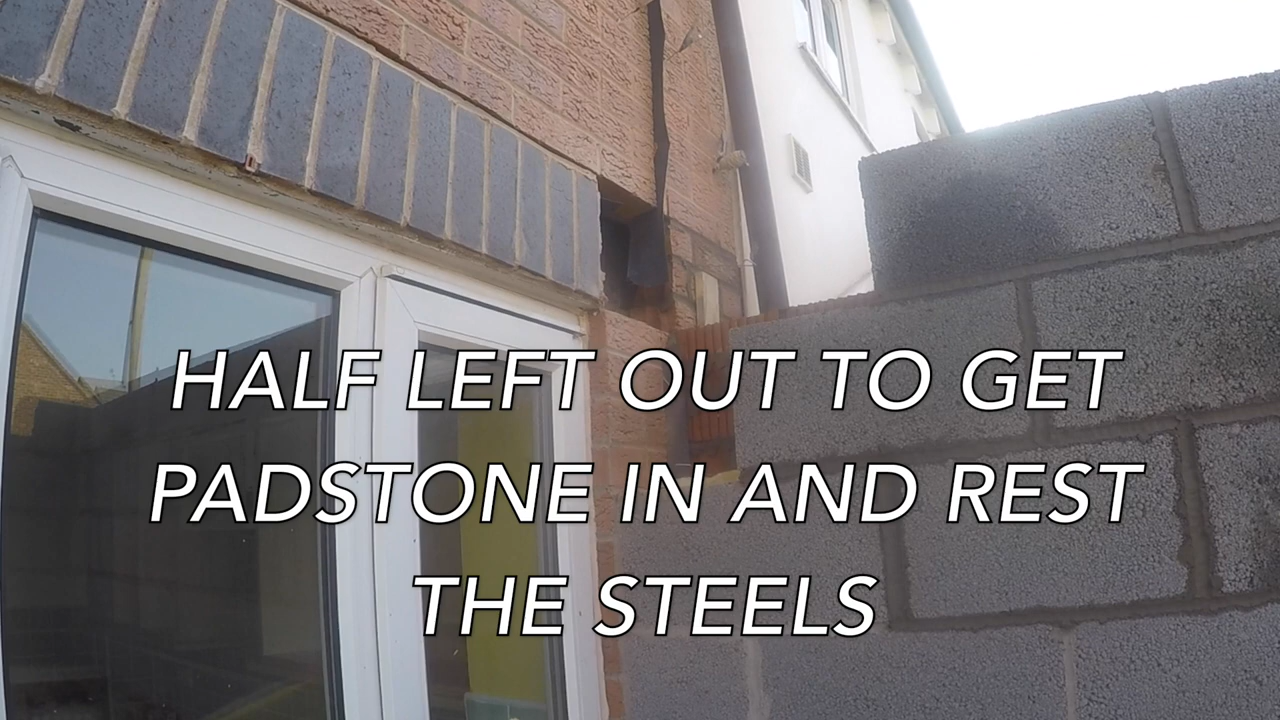 HALF LEFT OUT TO GET
PADSTONE IN AND REST
THE STEELS